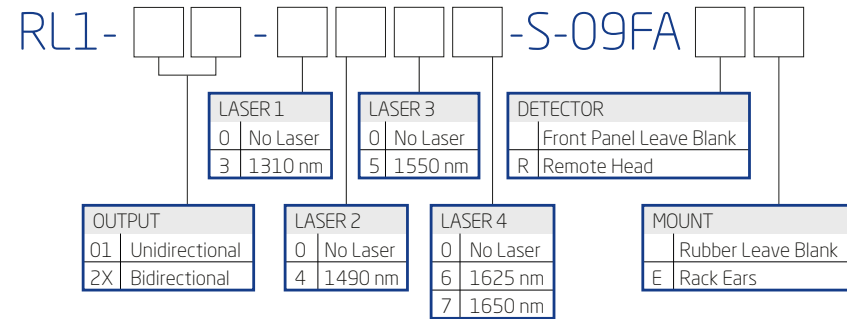 RL1- - -S-09FA
LASER 1
0 No Laser
3 1310 nm
LASER 3
0 No Laser
5 1550 nm
DETECTOR
Front Panel Leave Blank
R Remote Head
OUTPUT
01 Unidirectional
2X Bidirectional
LASER 2
0 No Laser
4 1490 nm
LASER 4
0 No Laser
6 1625 nm
7 1650 nm
MOUNT
Rubber Leave Blank
E Rack Ears